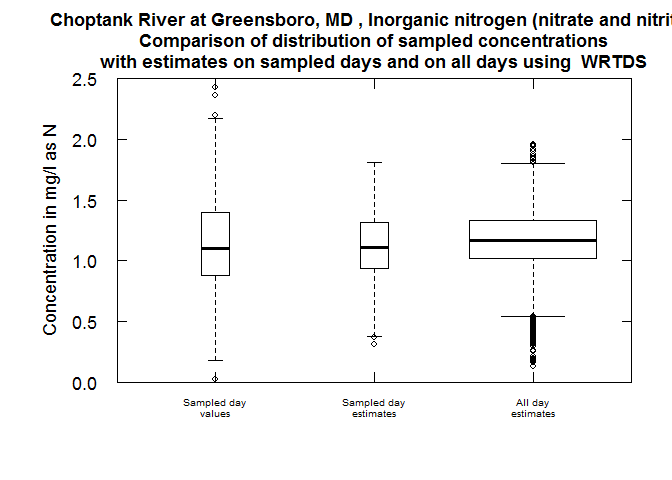 Choptank River at Greensboro, MD , Inorganic nitrogen (nitrate and nitrit
Comparison of distribution of sampled concentrations
with estimates on sampled days and on all days using WRTDS
Concentration in mg/l as N
2.5
2.0
1.5
1.0
0.5
0.0
Sampled day
values
Sampled day
estimates
All day
estimates